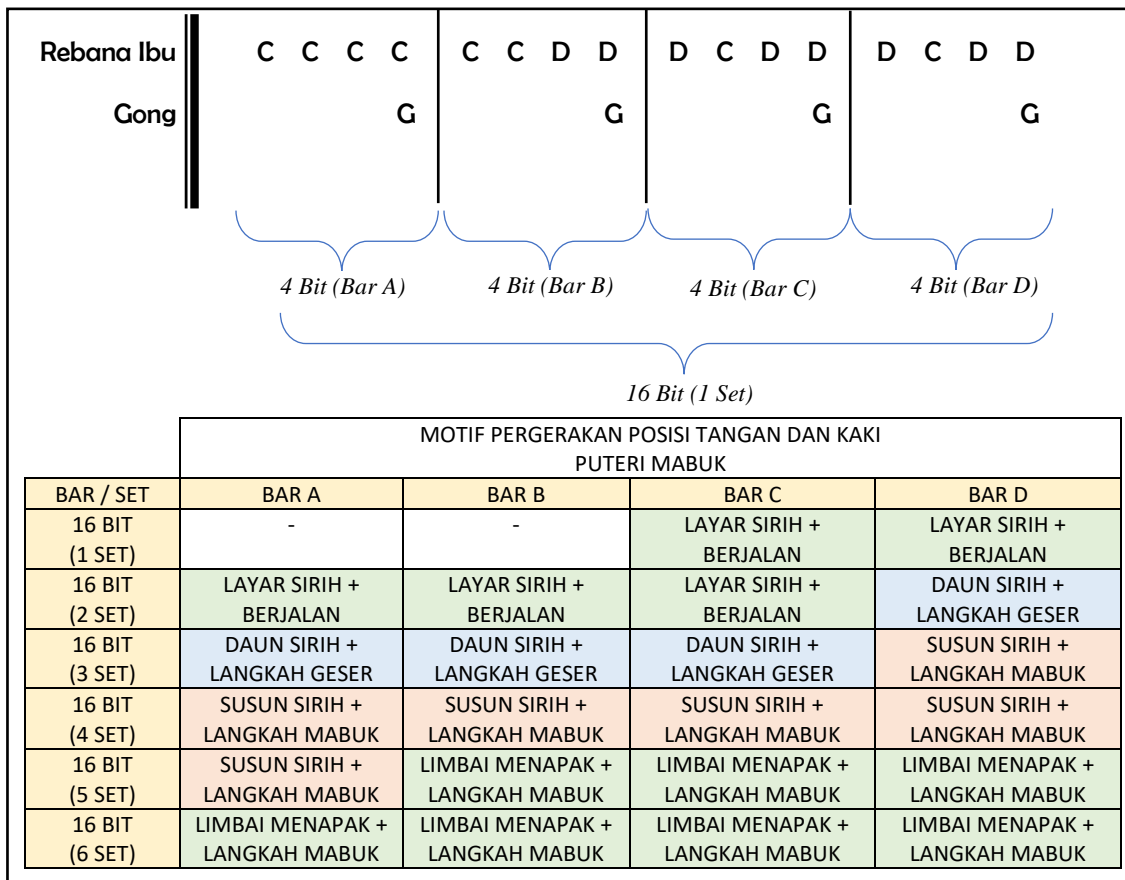 Rebana Ibu C C C C C C D D D C D D D C D D
Gong G G G G
4 Bit (Bar A) 4 Bit (Bar B) 4 Bit (Bar C) 4 Bit (Bar D)
16 Bit (1 Set)
MOTIF PERGERAKAN POSISI TANGAN DAN KAKI
PUTERI MABUK
BAR / SET BAR A BAR B BAR C BAR D
16 BIT - - LAYAR SIRIH + LAYAR SIRIH +
(1 SET) BERJALAN BERJALAN
16 BIT LAYAR SIRIH + LAYAR SIRIH + LAYAR SIRIH + DAUN SIRIH +
(2 SET) BERJALAN BERJALAN BERJALAN LANGKAH GESER
16 BIT DAUN SIRIH + DAUN SIRIH + DAUN SIRIH + SUSUN SIRIH +
(3 SET) LANGKAH GESER LANGKAH GESER LANGKAH GESER LANGKAH MABUK
16 BIT SUSUN SIRIH + SUSUN SIRIH + SUSUN SIRIH + SUSUN SIRIH +
(4 SET) LANGKAH MABUK LANGKAH MABUK LANGKAH MABUK LANGKAH MABUK
16 BIT SUSUN SIRIH + LIMBAI MENAPAK + LIMBAI MENAPAK + LIMBAI MENAPAK +
(5 SET) LANGKAH MABUK LANGKAH MABUK LANGKAH MABUK LANGKAH MABUK
16 BIT LIMBAI MENAPAK + LIMBAI MENAPAK + LIMBAI MENAPAK + LIMBAI MENAPAK +
(6 SET) LANGKAH MABUK LANGKAH MABUK LANGKAH MABUK LANGKAH MABUK